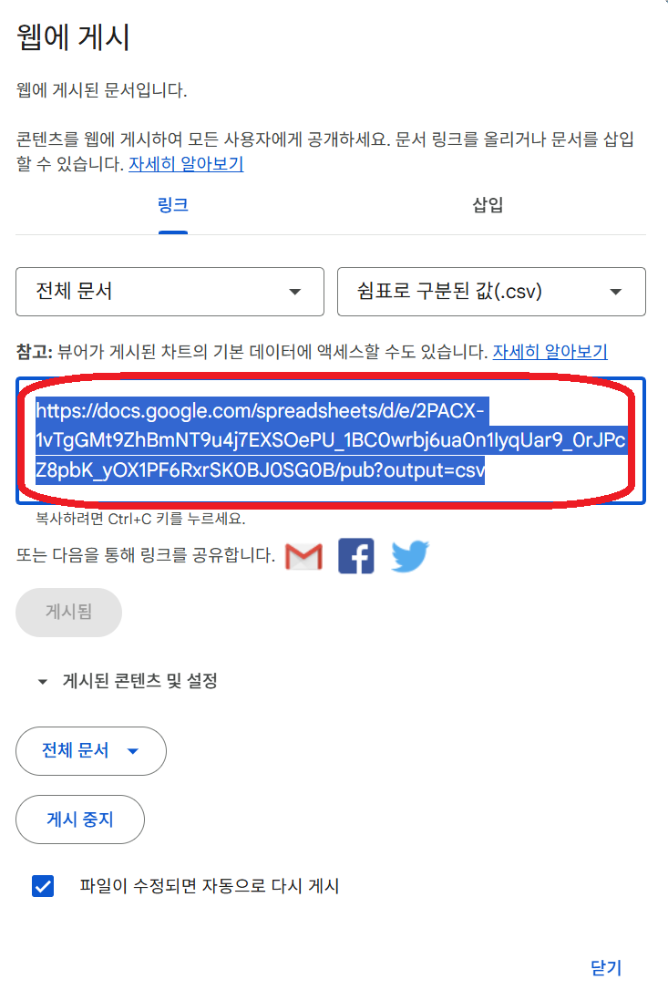 웹에 게시
웹에 게시된 문서입니다.
콘텐츠를 웹에 게시하여 모든 사용자에게 공개하세요. 문서 링크를 올리거나 문서를 삽입
할 수 있습니다. 자세히 알아보기
링크
삽입
전체 문서
쉼표로 구분된 값(.csv)
참고: 뷰어가 게시된 차트의 기본 데이터에 액세스할 수도 있습니다. 자세히 알아보기
https://docs.google.com/spreadsheets/d/e/2PACX-
1vTgGMt9ZhBmNT9u4j7EXSOePU_1BC0wrbj6ua0n1lyqUar9_0rJPc
Z8pbK_yOX1PF6RxrSK0BJ0SG0B/pub?output=csv
복사하려면 Ctrl+C 키를 누르세요.
또는 다음을 통해 링크를 공유합니다.
게시됨
게시된 콘텐츠 및 설정
전체 문서
게시 중지
파일이 수정되면 자동으로 다시 게시
닫기